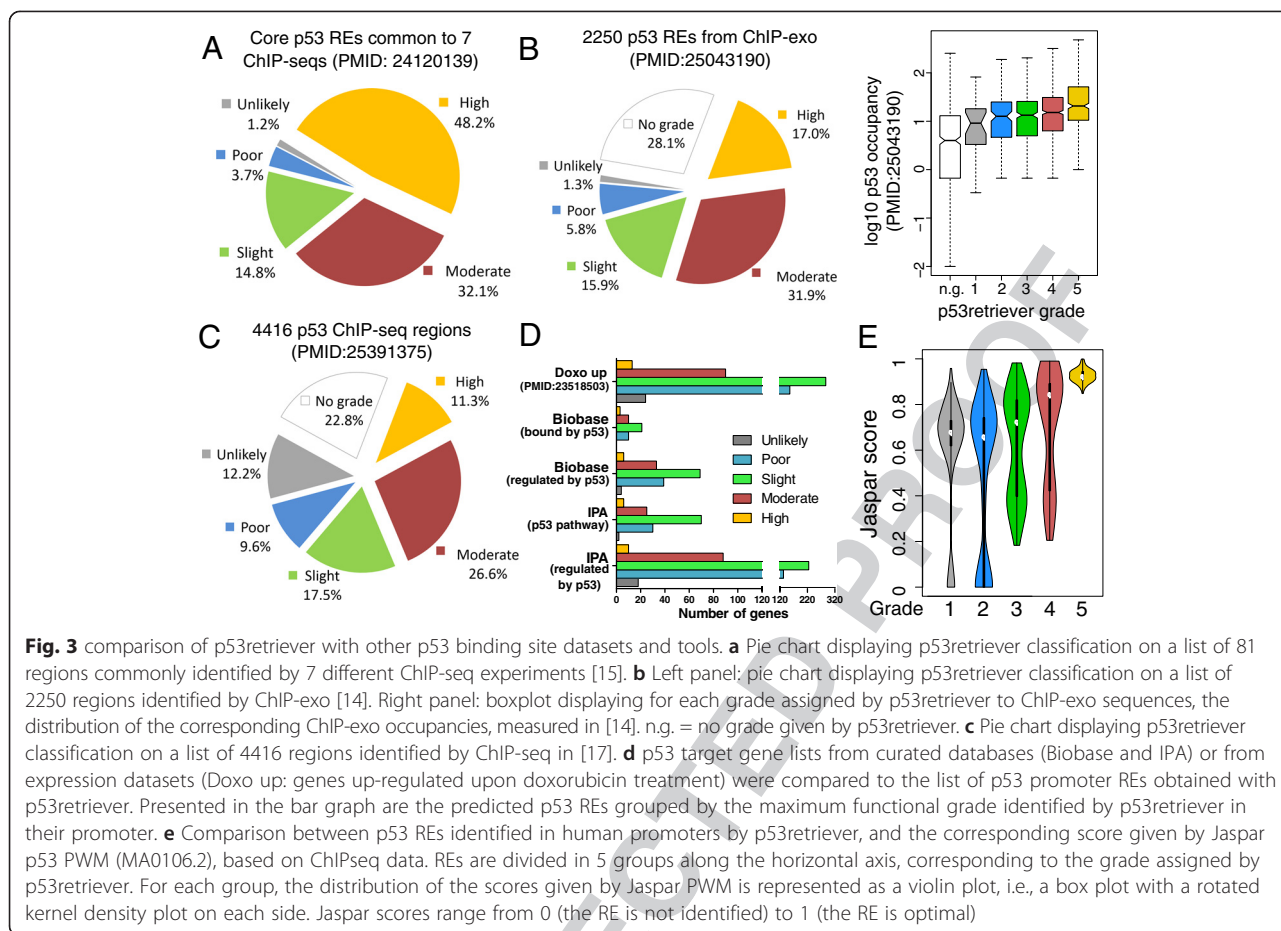 A
Core p53 REs common to 7
ChIP-seqs (PMID: 24120139)
Unlikely
1.2%
Poor
3.7%
Slight
14.8%
High
48.2%
Moderate
32.1%
B
2250 p53 REs from ChIP-exo
(PMID:25043190)
No grade
28.1%
High
17.0%
Unlikely
1.3%
Poor
5.8%
Slight
15.9%
Moderate
31.9%
log10 p53 occupancy
(PMID:25043190)
2
1
0
−1
−2
n.g. 1 2 3 4 5
p53retriever grade
C
4416 p53 ChIP-seq regions
(PMID:25391375)
No grade
22.8%
High
11.3%
Unlikely
12.2%
Poor
9.6%
Slight
17.5%
Moderate
26.6%
D
Doxo up
(PMID:23518503)
Biobase
(bound by p53)
Biobase
(regulated by p53)
IPA
(p53 pathway)
IPA
(regulated
by p53)
Unlikely
Poor
Slight
Moderate
High
0 20 40 60 80 100 120 120 220 320
Number of genes
E
Jaspar score
1
0.8
0.6
0.4
0.2
0
Grade 1 2 3 4 5
Fig. 3 comparison of p53retriever with other p53 binding site datasets and tools. a Pie chart displaying p53retriever classification on a list of 81
regions commonly identified by 7 different ChIP-seq experiments [15]. b Left panel: pie chart displaying p53retriever classification on a list of
2250 regions identified by ChIP-exo [14]. Right panel: boxplot displaying for each grade assigned by p53retriever to ChIP-exo sequences, the
distribution of the corresponding ChIP-exo occupancies, measured in [14]. n.g. = no grade given by p53retriever. c Pie chart displaying p53retriever
classification on a list of 4416 regions identified by ChIP-seq in [17]. d p53 target gene lists from curated databases (Biobase and IPA) or from
expression datasets (Doxo up: genes up-regulated upon doxorubicin treatment) were compared to the list of p53 promoter REs obtained with
p53retriever. Presented in the bar graph are the predicted p53 REs grouped by the maximum functional grade identified by p53retriever in
their promoter. e Comparison between p53 REs identified in human promoters by p53retriever, and the corresponding score given by Jaspar
p53 PWM (MA0106.2), based on ChIPseq data. REs are divided in 5 groups along the horizontal axis, corresponding to the grade assigned by
p53retriever. For each group, the distribution of the scores given by Jaspar PWM is represented as a violin plot, i.e., a box plot with a rotated
kernel density plot on each side. Jaspar scores range from 0 (the RE is not identified) to 1 (the RE is optimal)
ECTED PROOF